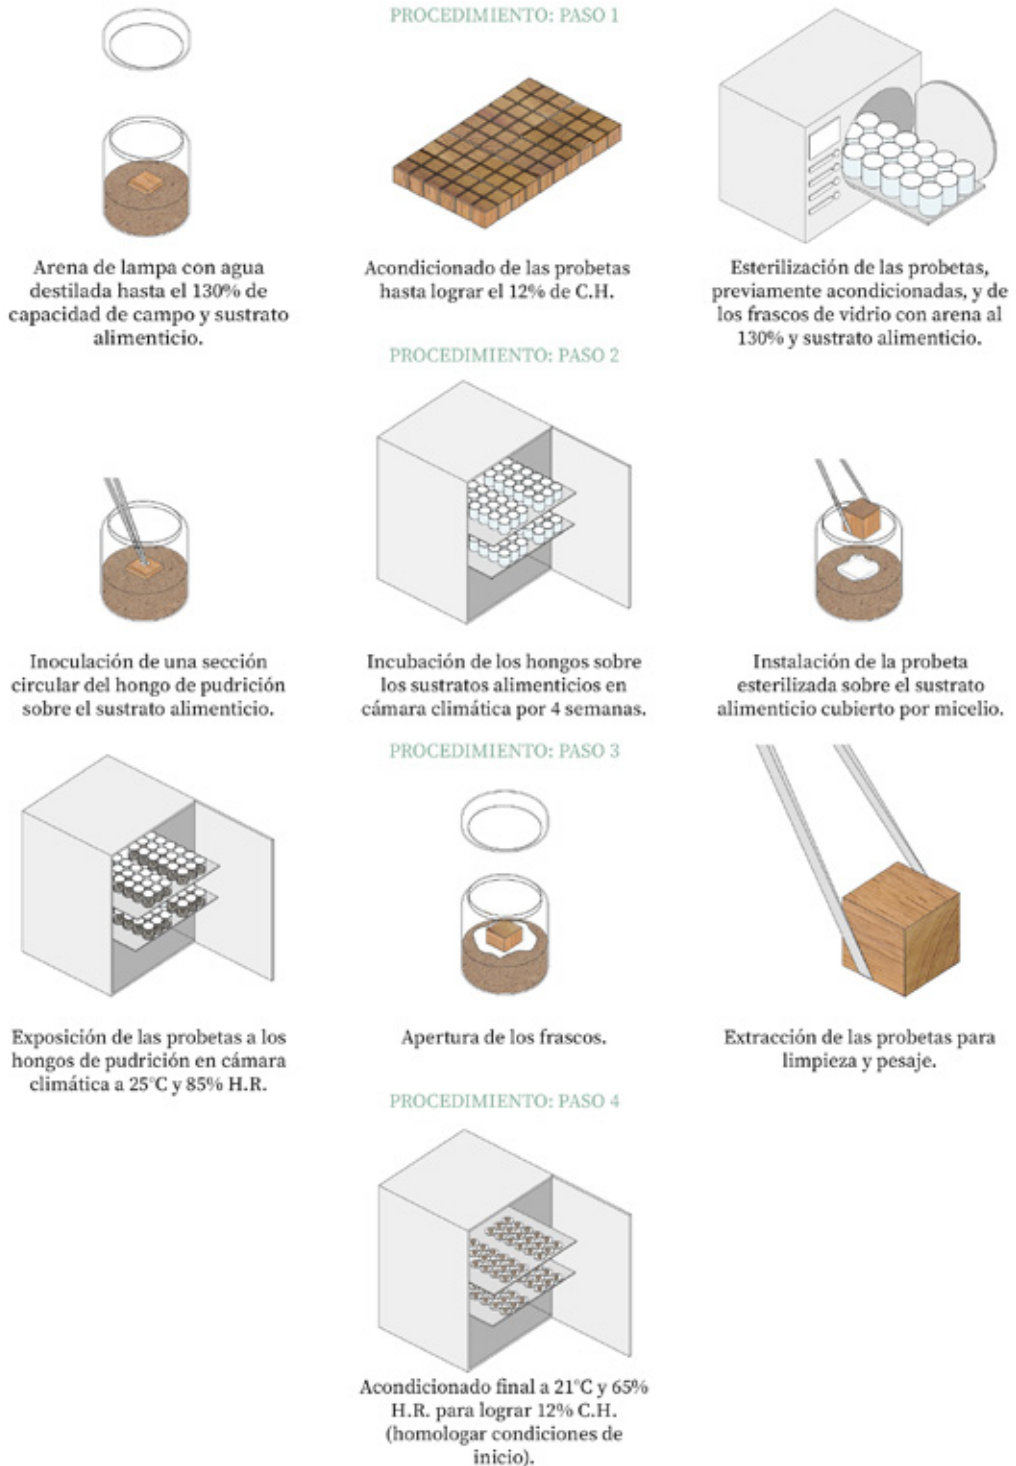 PROCEDIMIENTO: PASO 1
Arena de lampa con agua
destilada hasta el 130% de
capacidad de campo y sustrato
alimenticio.
Acondicionado de las probetas
hasta lograr el 12% de C.H.
Esterilización de las probetas,
previamente acondicionadas, y de
los frascos de vidrio con arena al
130% y sustrato alimenticio.
PROCEDIMIENTO: PASO 2
Inoculación de una sección
circular del hongo de pudrición
sobre el sustrato alimenticio.
Incubación de los hongos sobre
los sustratos alimenticios en
cámara climática por 4 semanas.
Instalación de la probeta
esterilizada sobre el sustrato
alimenticio cubierto por micelio.
PROCEDIMIENTO: PASO 3
Exposición de las probetas a los
hongos de pudrición en cámara
climática a 25°C y 85% H.R.
Apertura de los frascos.
Extracción de las probetas para
limpieza y pesaje.
PROCEDIMIENTO: PASO 4
Acondicionado final a 21°C y 65%
H.R. para lograr 12% C.H.
(homologar condiciones de
inicio).